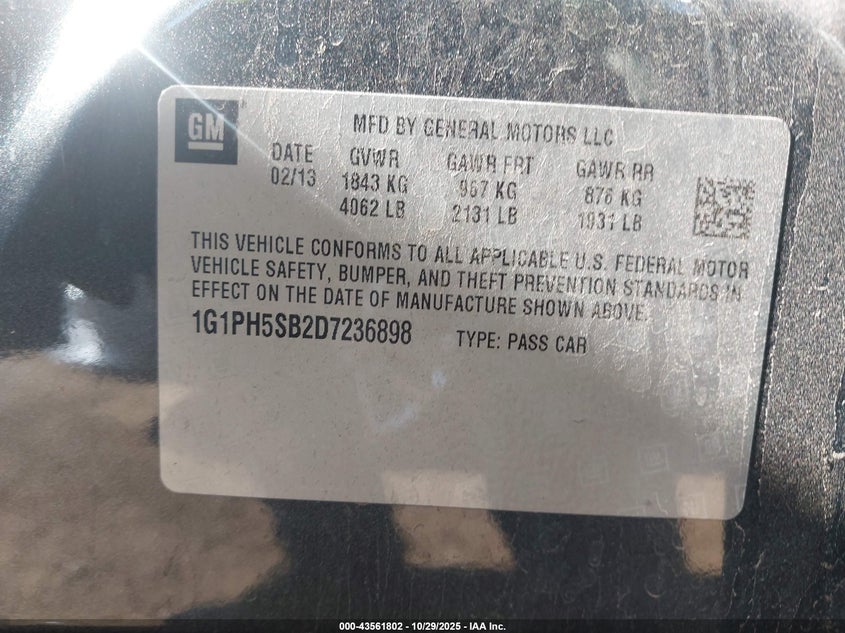 GM
MFD BY GENERAL MOTORS LLC
DATE GVWR GAWR FRT GAWR RR
02/13 1843 KG 967 KG 876 KG
4062 LB 2131 LB 1931 LB
THIS VEHICLE CONFORMS TO ALL APPLICABLE U.S. FEDERAL MOTOR
VEHICLE SAFETY, BUMPER, AND THEFT PREVENTION STANDARDS IN
EFFECT ON THE DATE OF MANUFACTURE SHOWN ABOVE.
1G1PH5SB2D7236898 TYPE: PASS CAR
000-43561802 - 10/29/2025 - IAA Inc.